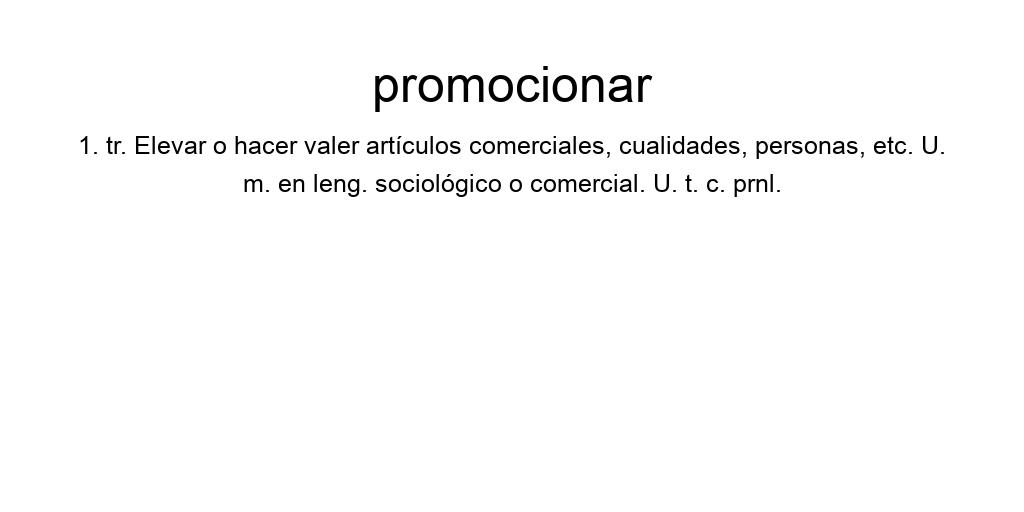 promocionar
1. tr. Elevar o hacer valer artículos comerciales, cualidades, personas, etc. U.
m. en leng. sociológico o comercial. U. t. c. prnl.